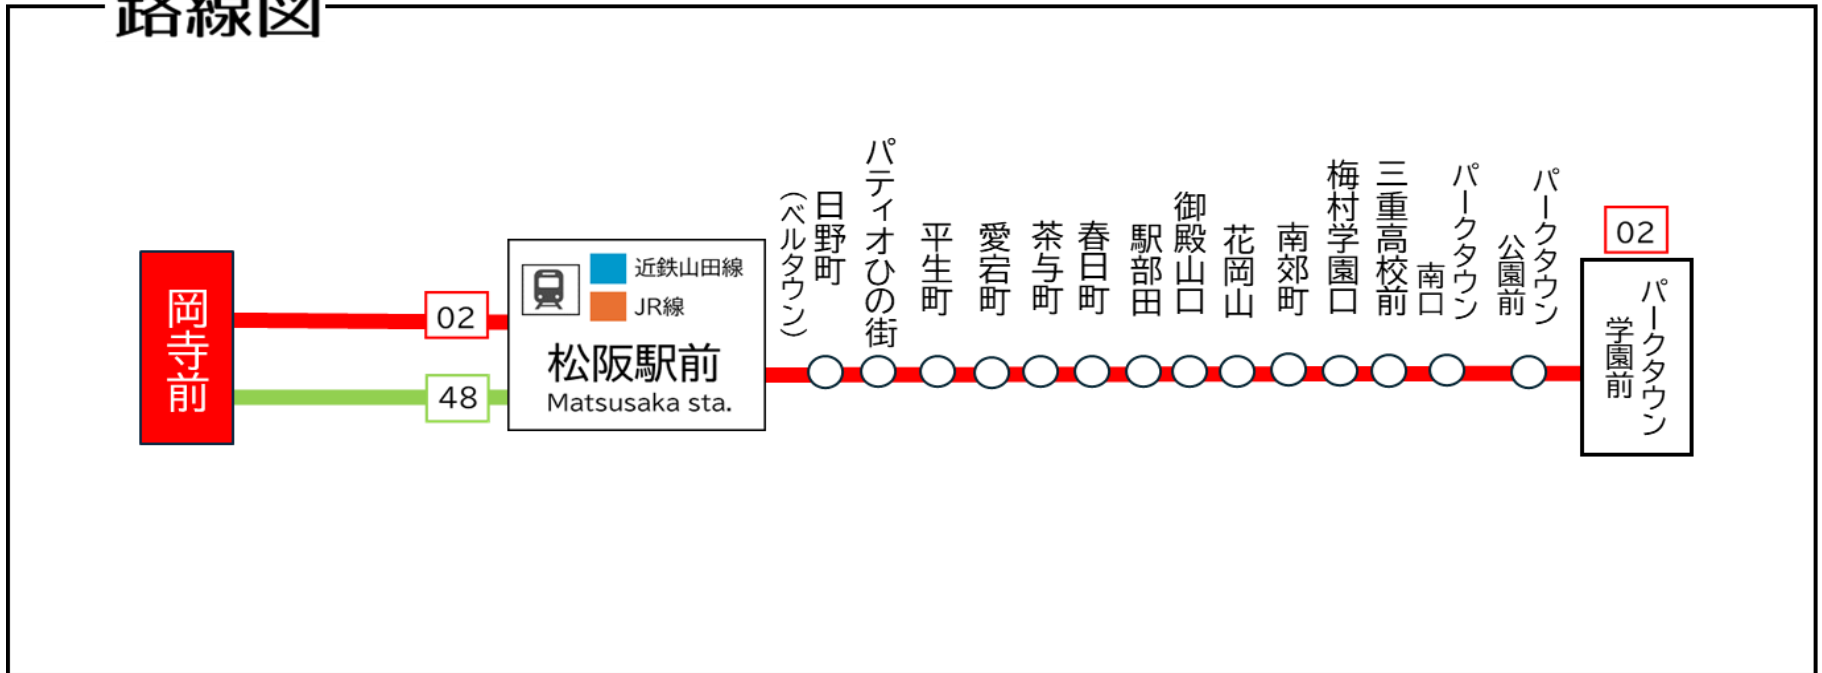 路線図
岡寺前
02
48
近鉄山田線
JR線
松阪駅前
Matsusaka sta.
日野町
(ベルタウン)
パティオひの街
平生町
愛宕町
茶与町
春日町
駅部田
御殿山口
花岡山
南郊町
梅村学園口
三重高校前
パークタウン
南口
パークタウン
公園前
02
パークタウン
学園前